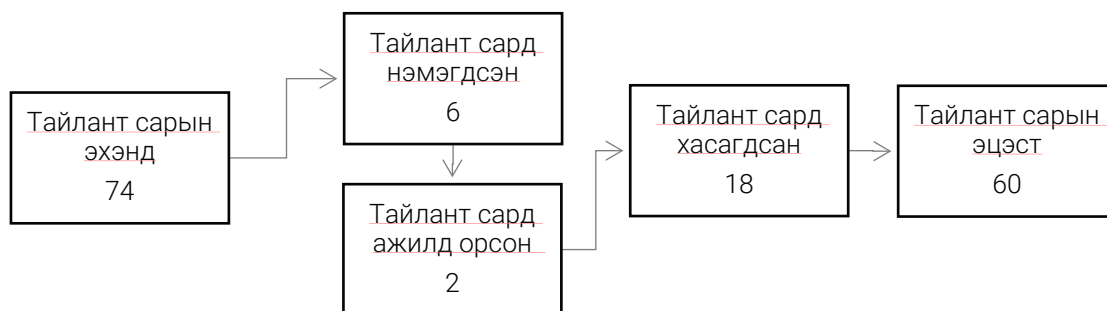 Тайлант сарын
эхэнд
74
Тайлант сард
нэмэгдсэн
6
Тайлант сард
ажилд орсон
2
Тайлант сард
хасагдсан
18
Тайлант сарын
эцэст
60